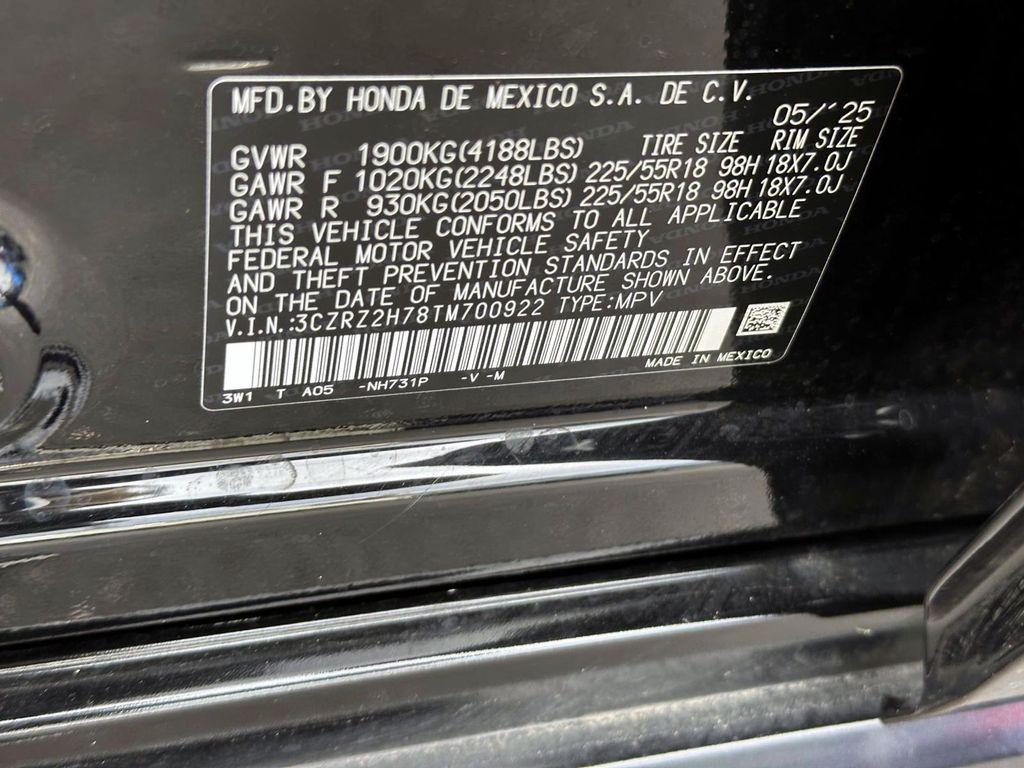 MFD. BY HONDA DE MEXICO S.A. DE C.V.
05/'25
GVWR 1900KG(4188LBS) TIRE SIZE RIM SIZE
GAWR F 1020KG(2248LBS) 225/55R18 98H 18X7.0J
GAWR R 930KG(2050LBS) 225/55R18 98H 18X7.0J
THIS VEHICLE CONFORMS TO ALL APPLICABLE
FEDERAL MOTOR VEHICLE SAFETY
AND THEFT PREVENTION STANDARDS IN EFFECT
ON THE DATE OF MANUFACTURE SHOWN ABOVE.
V.I.N.:3CZRZ2H78TM700922 TYPE:MPV
MADE IN MEXICO
3W1 T A05 -NH731P -V -M